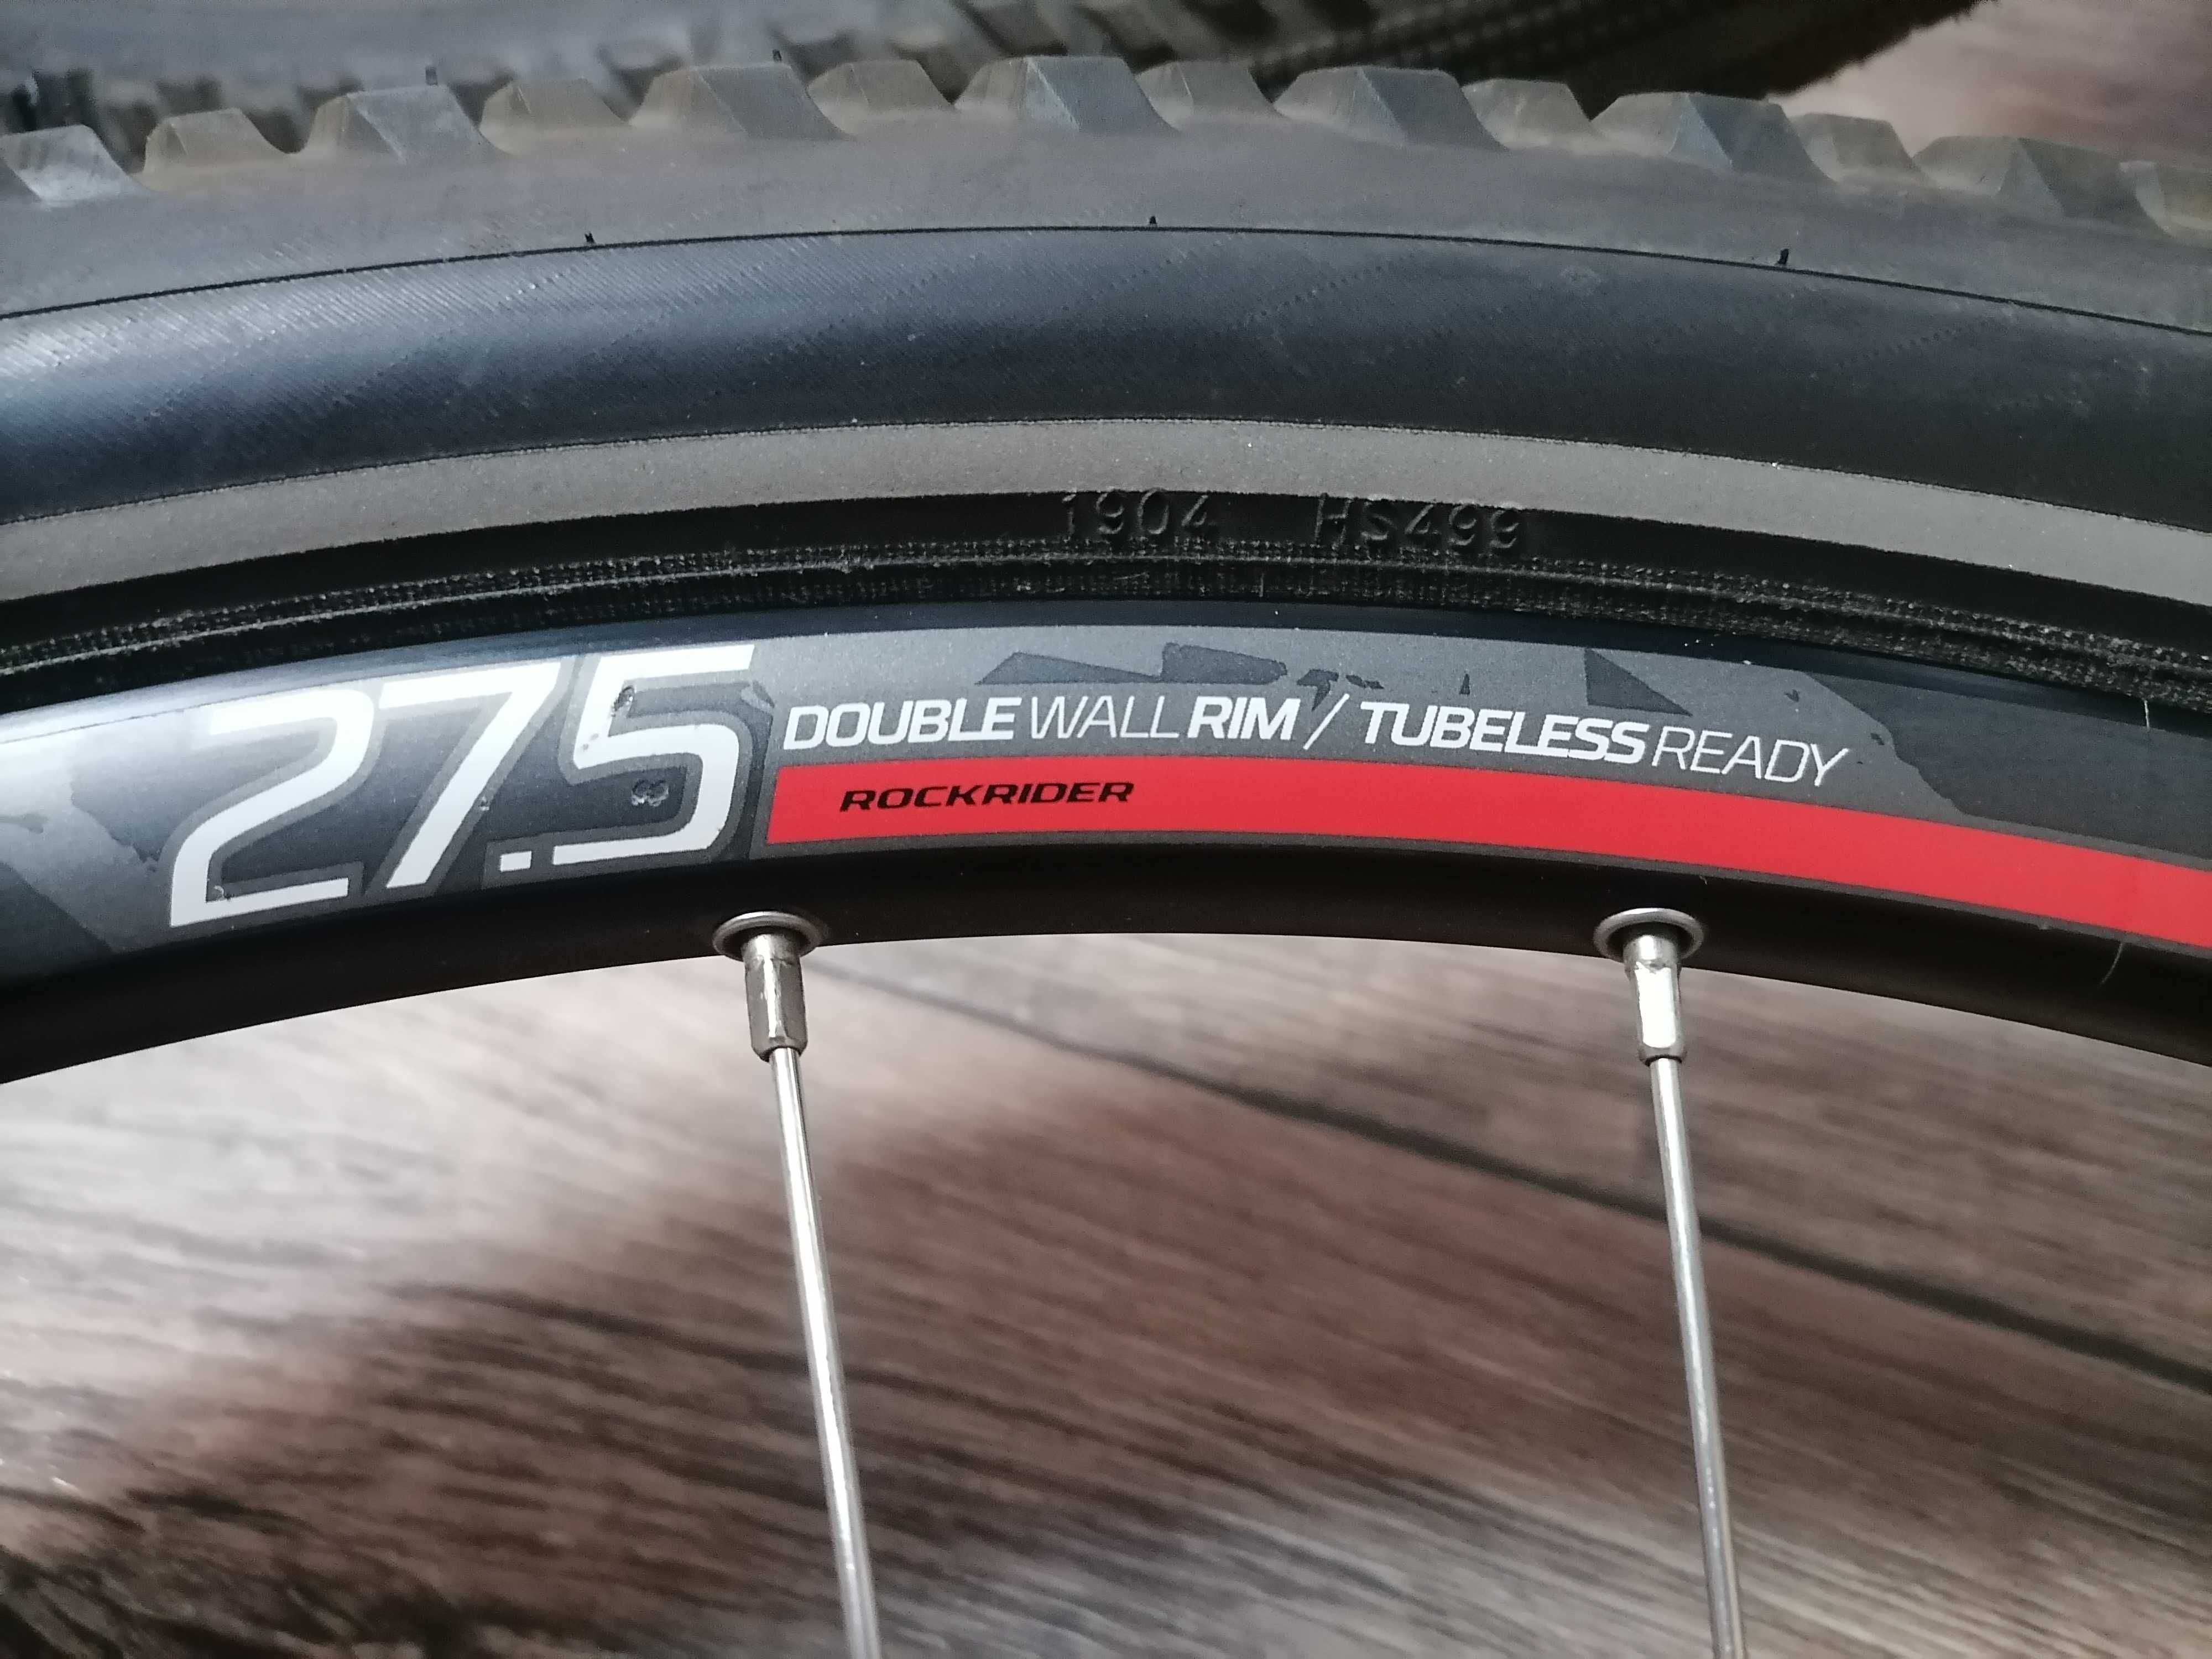 1904 HS499
27.5 DOUBLE WALL RIM / TUBELESS READY
ROCKRIDER